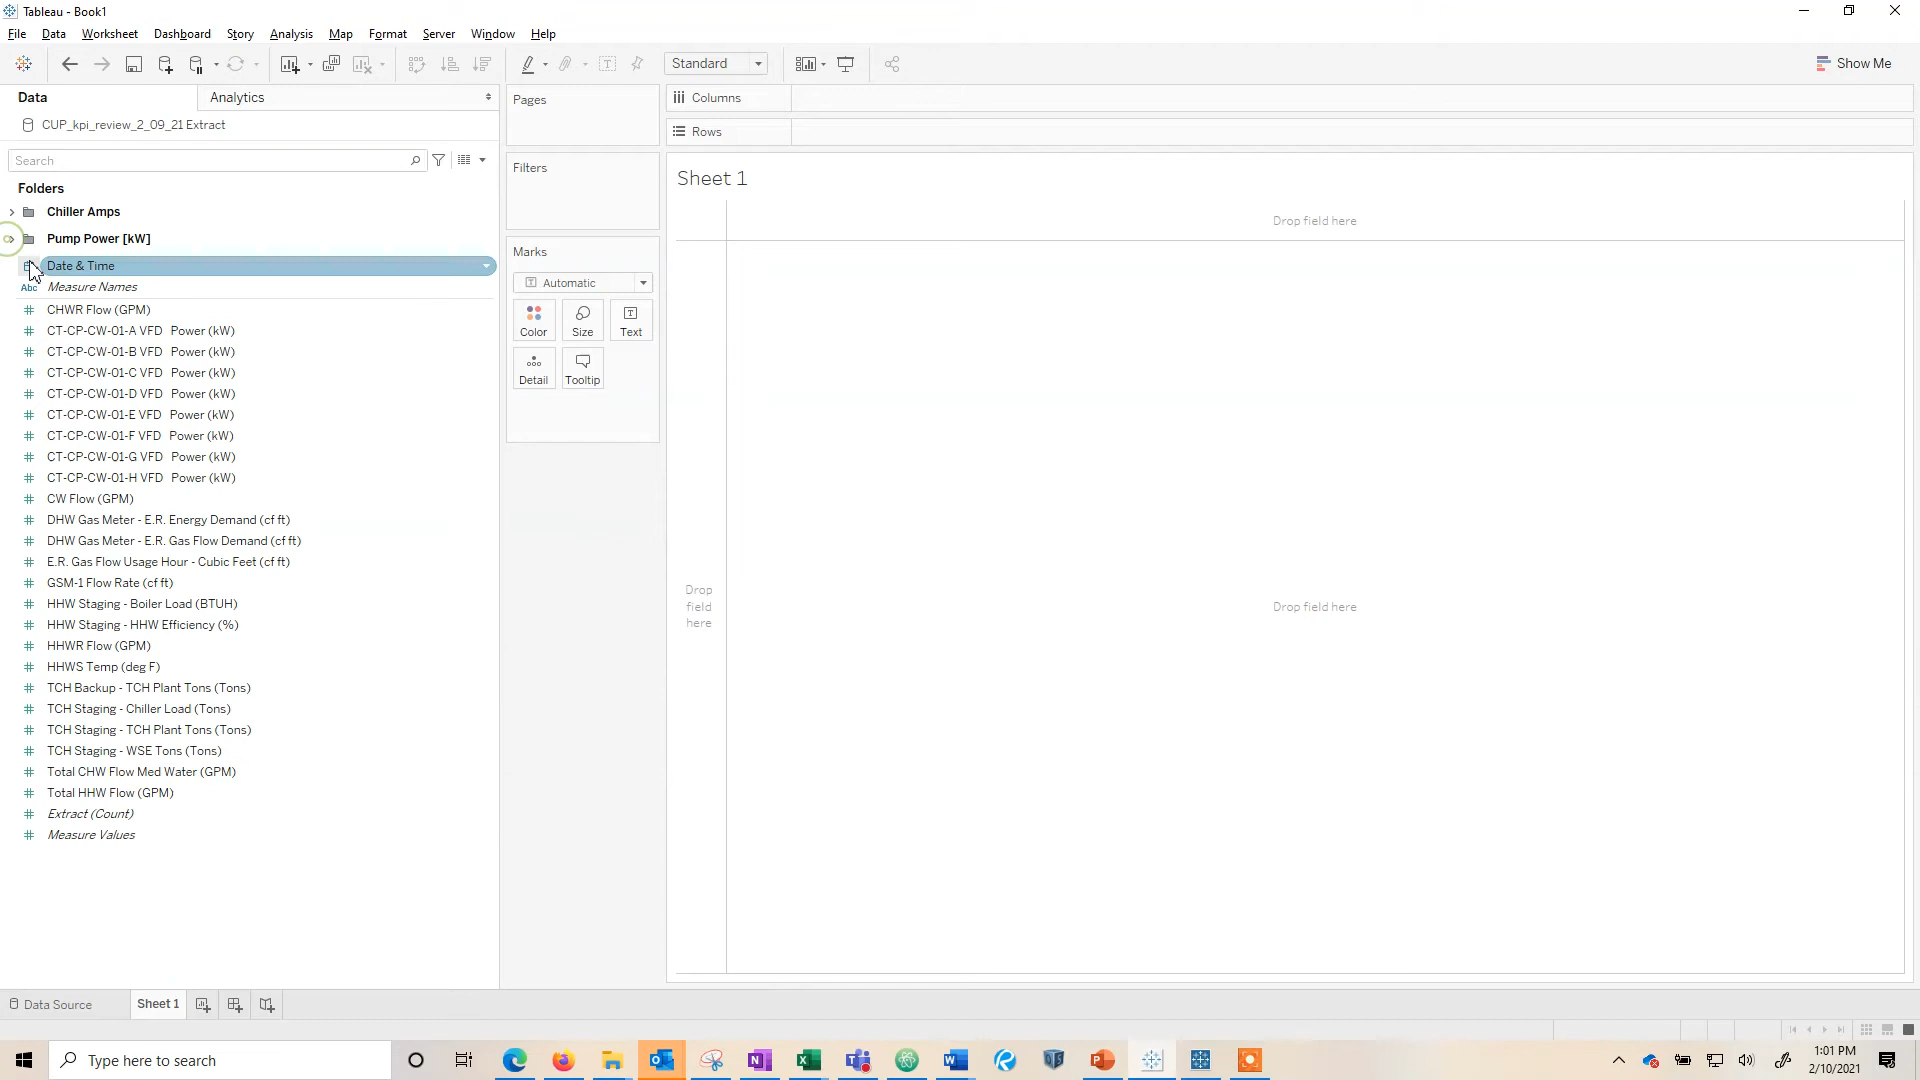 Tableau - Book1
File Data Worksheet Dashboard Story Analysis Map Format Server Window Help
Standard
Show Me
Data
Analytics
CUP_kpi_review_2_09_21 Extract
Search
Folders
Chiller Amps
Pump Power [kW]
Date & Time
Abc Measure Names
CHWR Flow (GPM)
CT-CP-CW-01-A VFD Power (kW)
CT-CP-CW-01-B VFD Power (kW)
CT-CP-CW-01-C VFD Power (kW)
CT-CP-CW-01-D VFD Power (kW)
CT-CP-CW-01-E VFD Power (kW)
CT-CP-CW-01-F VFD Power (kW)
CT-CP-CW-01-G VFD Power (kW)
CT-CP-CW-01-H VFD Power (kW)
CW Flow (GPM)
DHW Gas Meter - E.R. Energy Demand (cf ft)
DHW Gas Meter - E.R. Gas Flow Demand (cf ft)
E.R. Gas Flow Usage Hour - Cubic Feet (cf ft)
GSM-1 Flow Rate (cf ft)
HHW Staging - Boiler Load (BTUH)
HHW Staging - HHW Efficiency (%)
HHWR Flow (GPM)
HHWS Temp (deg F)
TCH Backup - TCH Plant Tons (Tons)
TCH Staging - Chiller Load (Tons)
TCH Staging - TCH Plant Tons (Tons)
TCH Staging - WSE Tons (Tons)
Total CHW Flow Med Water (GPM)
Total HHW Flow (GPM)
Extract (Count)
Measure Values
Pages
Filters
Marks
Automatic
Color Size Text
Detail Tooltip
Columns
Rows
Sheet 1
Drop field here
Drop
field
here
Drop field here
Data Source
Sheet 1
Type here to search
1:01 PM
2/10/2021